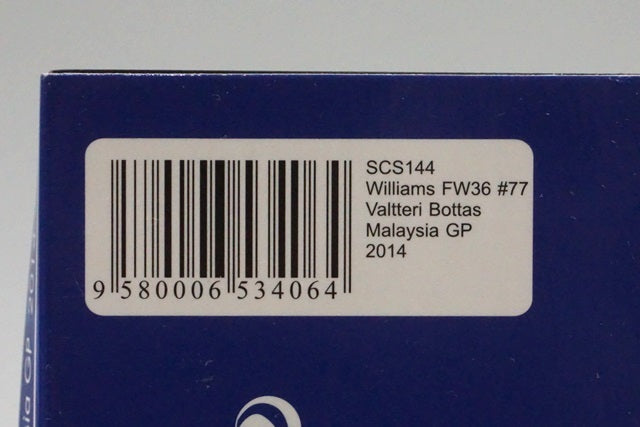 SCS144
Williams FW36 #77
Valtteri Bottas
Malaysia GP
2014
9 580006 534064